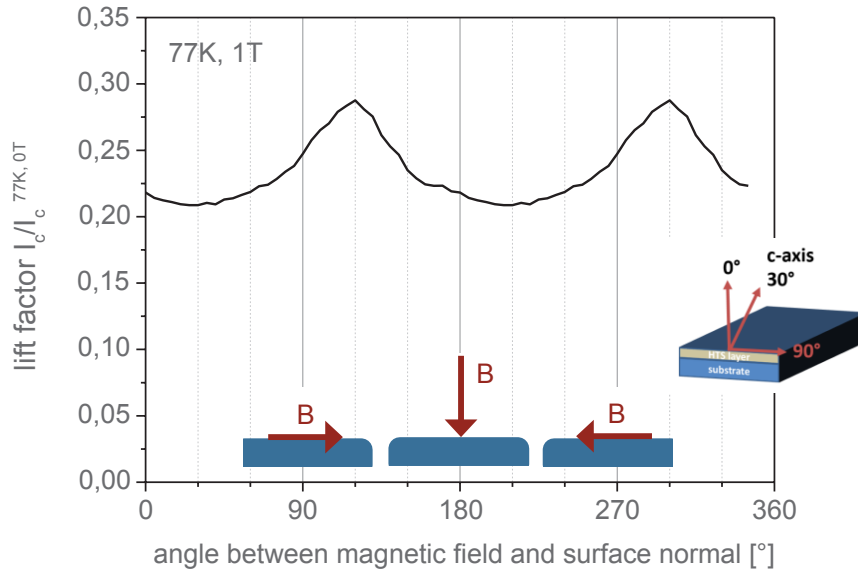 0,35
0,30
0,25
0,20
0,15
0,10
0,05
0,00
lift factor I_c/I_c^77K, 0T
77K, 1T
0°
c-axis
30°
90°
HTS layer
substrate
B
B
B
0
90
180
270
360
angle between magnetic field and surface normal [°]